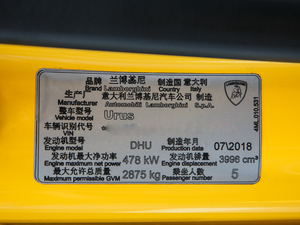 品牌 兰博基尼 制造国 意大利
Brand Lamborghini Country Italy
生产厂 意大利兰博基尼汽车公司 制造
Manufacturer Automobili Lamborghini S.p.A.
整车型号
Vehicle model Urus
车辆识别代号
VIN
发动机型号 DHU 制造年月 07\2018
Engine model Production date
发动机最大净功率 478 kW 发动机排量 3996 cm³
Engine maximum net power Engine displacement
最大允许总质量 2875 kg 乘坐人数 5
Maximum permissible GVM Passenger number
4ML.010.531